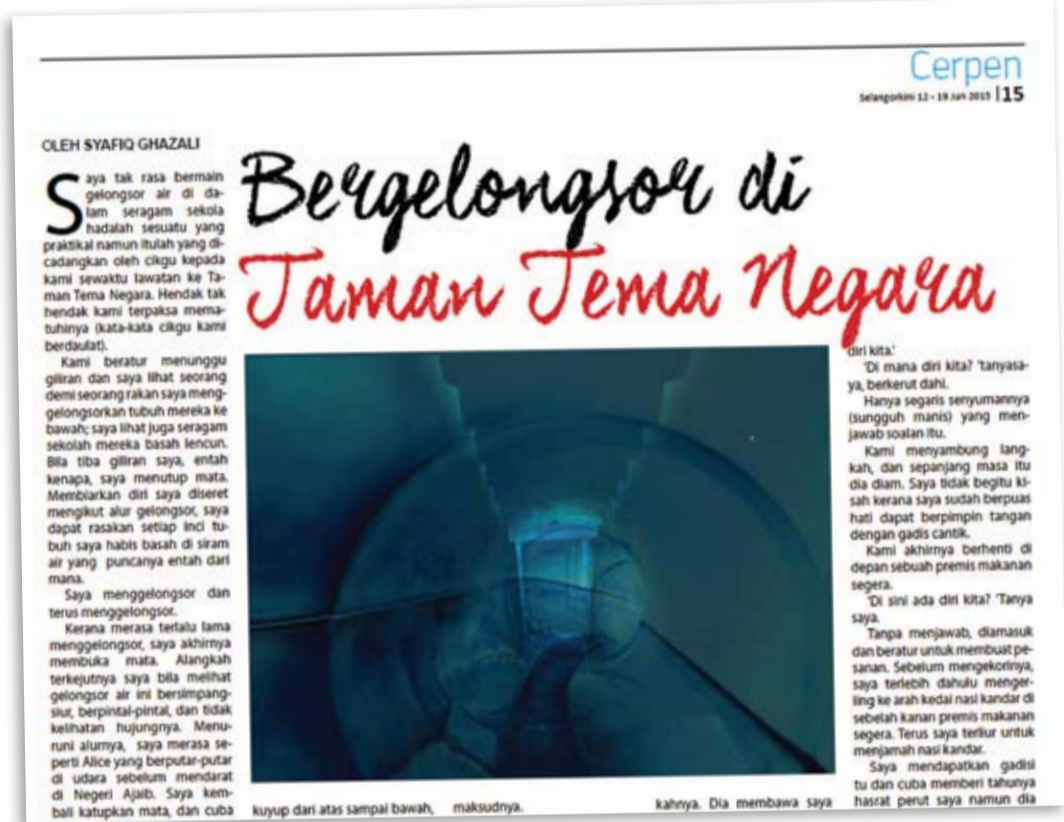 Cerpen
Selangorkini 12 - 19 Jun 2015 | 15
OLEH SYAFIQ GHAZALI
Bergelongsor di
Taman Tema Negara
Saya tak rasa bermain
gelongsor air di da-
lam seragam sekola
hadalah sesuatu yang
praktikal namun itulah yang di-
cadangkan oleh cikgu kepada
kami sewaktu lawatan ke Ta-
man Tema Negara. Hendak tak
hendak kami terpaksa mema-
tuhinya (kata-kata cikgu kami
berdaulat).
Kami beratur menunggu
giliran dan saya lihat seorang
demi seorang rakan saya meng-
gelongsorkan tubuh mereka ke
bawah; saya lihat juga seragam
sekolah mereka basah lencun.
Bila tiba giliran saya, entah
kenapa, saya menutup mata.
Membiarkan diri saya diseret
mengikut alur gelongsor, saya
dapat rasakan setiap inci tu-
buh saya habis basah di siram
air yang puncanya entah dari
mana.
Saya menggelongsor dan
terus menggelongsor.
Kerana merasa terlalu lama
menggelongsor, saya akhirnya
membuka mata. Alangkah
terkejutnya saya bila melihat
gelongsor air ini bersimpang-
siur, berpintal-pintal, dan tidak
kelihatan hujungnya. Menu-
runi alurnya, saya merasa se-
perti Alice yang berputar-putar
di udara sebelum mendarat
di Negeri Ajaib. Saya kem-
bali katupkan mata, dan cuba
kuyup dari atas sampai bawah,
maksudnya.
kahnya. Dia membawa saya
diri kita.'
'Di mana diri kita? 'tanyasa-
ya, berkerut dahi.
Hanya segaris senyumannya
(sungguh manis) yang men-
jawab soalan itu.
Kami menyambung lang-
kah, dan sepanjang masa itu
dia diam. Saya tidak begitu ki-
sah kerana saya sudah berpuas
hati dapat berpimpin tangan
dengan gadis cantik.
Kami akhirnya berhenti di
depan sebuah premis makanan
segera.
'Di sini ada diri kita? 'Tanya
saya.
Tanpa menjawab, diamasuk
dan beratur untuk membuat pe-
sanan. Sebelum mengekorinya,
saya terlebih dahulu menger-
ling ke arah kedai nasi kandar di
sebelah kanan premis makanan
segera. Terus saya terliur untuk
menjamah nasi kandar.
Saya mendapatkan gadisi
tu dan cuba memberi tahunya
hasrat perut saya namun dia